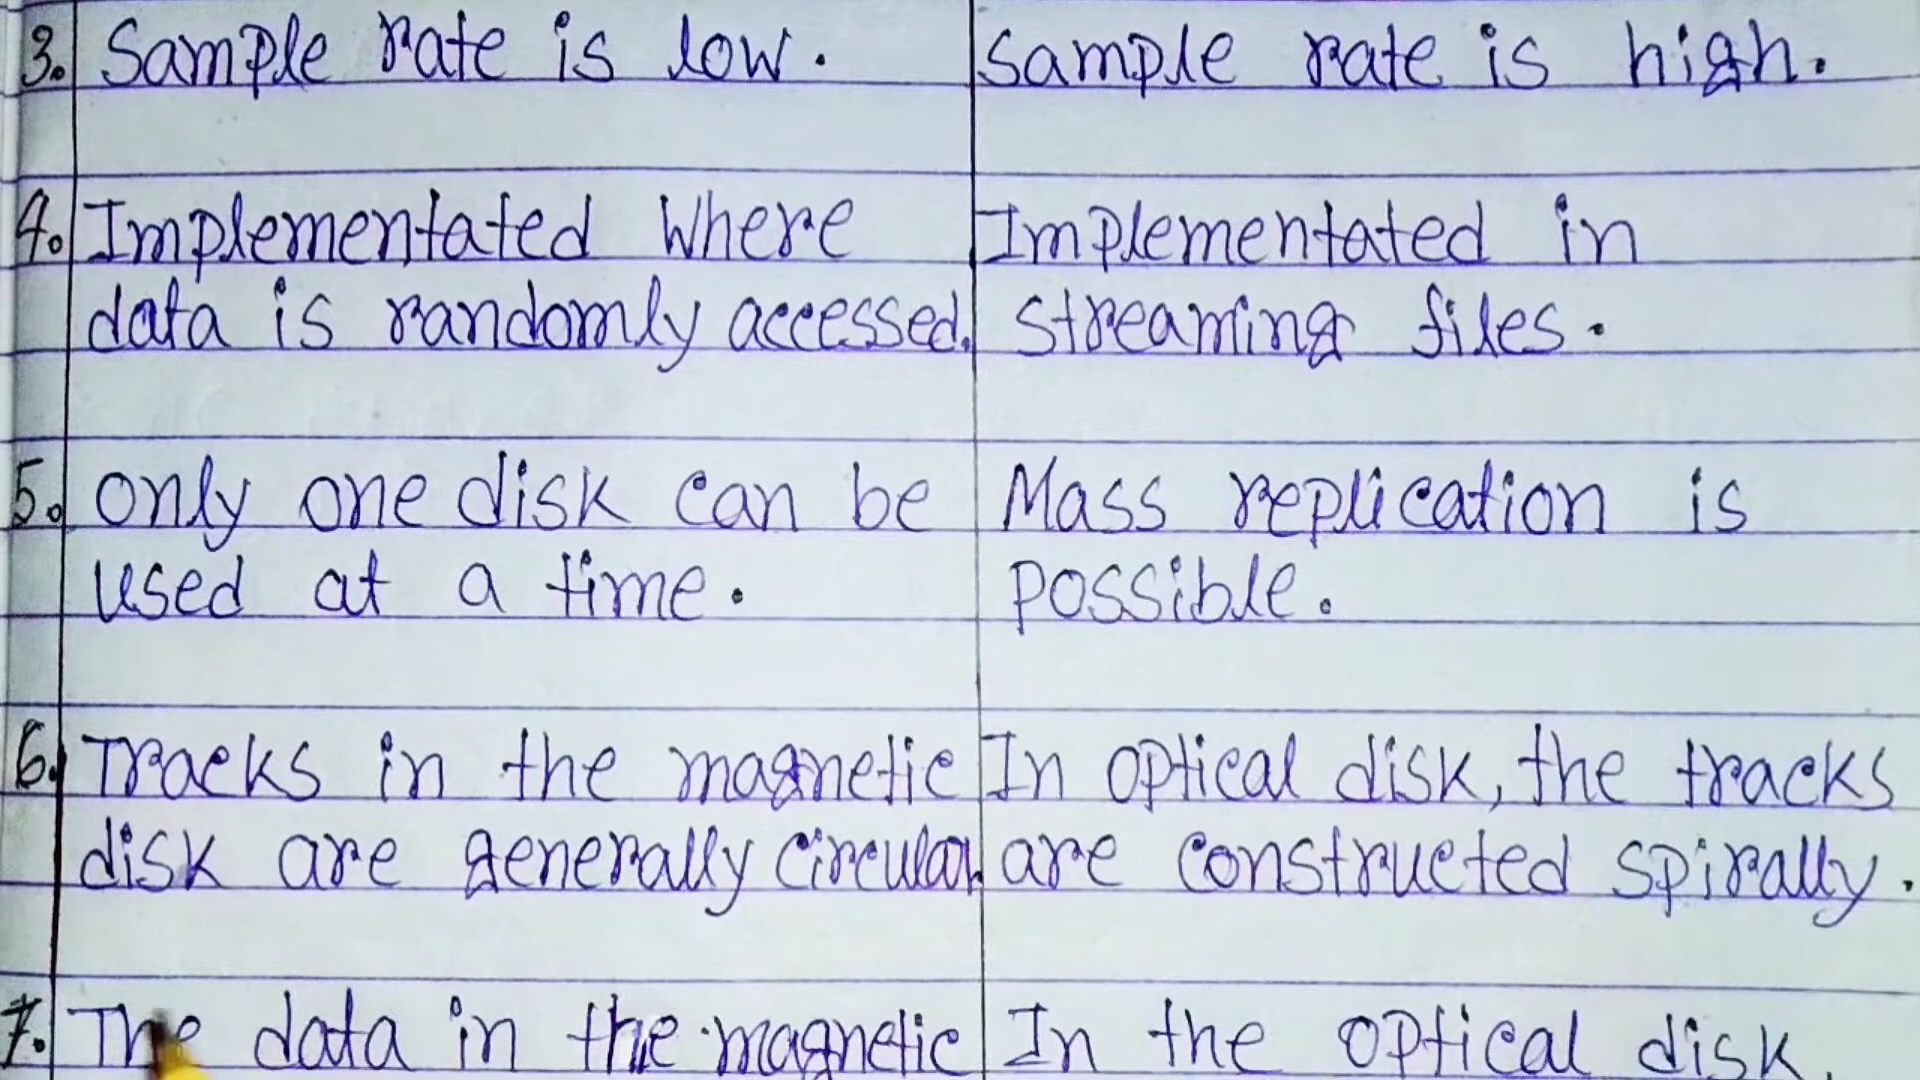 3. Sample rate is low.
Sample rate is high.
4. Implementated where
data is randomly accessed.
Implementated in
streaming files.
5. only one disk can be
used at a time.
Mass replication is
possible.
6. Tracks in the magnetic
disk are generally circular
In optical disk, the tracks
are constructed spirally.
7. The data in the magnetic
In the optical disk,